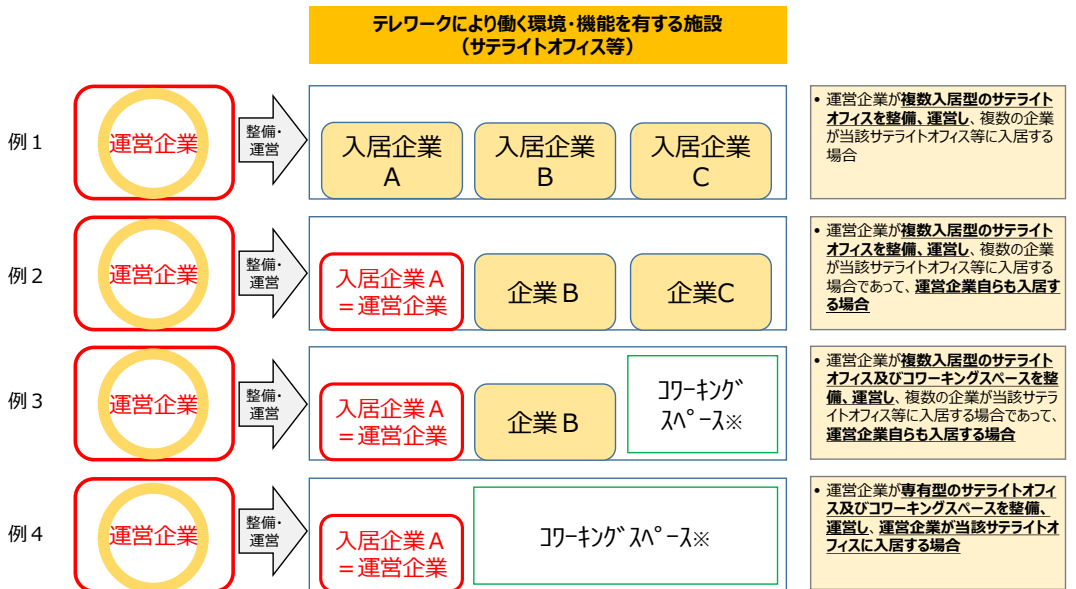 テレワークにより働く環境・機能を有する施設
（サテライトオフィス等）
例１
運営企業
整備・
運営
入居企業
A
入居企業
B
入居企業
C
• 運営企業が複数入居型のサテライト
オフィスを整備、運営し、複数の企業
が当該サテライトオフィス等に入居する
場合
例２
運営企業
整備・
運営
入居企業Ａ
＝運営企業
企業Ｂ
企業C
• 運営企業が複数入居型のサテライト
オフィスを整備、運営し、複数の企業
が当該サテライトオフィス等に入居する
場合であって、運営企業自らも入居す
る場合
例３
運営企業
整備・
運営
入居企業Ａ
＝運営企業
企業Ｂ
ｺﾜｰｷﾝｸﾞ
ｽﾍﾟｰｽ※
• 運営企業が複数入居型のサテライト
オフィス及びコワーキングスペースを整
備、運営し、複数の企業が当該サテラ
イトオフィス等に入居する場合であって、
運営企業自らも入居する場合
例４
運営企業
整備・
運営
入居企業Ａ
＝運営企業
ｺﾜｰｷﾝｸﾞｽﾍﾟｰｽ※
• 運営企業が専有型のサテライトオフィ
ス及びコワーキングスペースを整備、
運営し、運営企業が当該サテライトオ
フィスに入居する場合